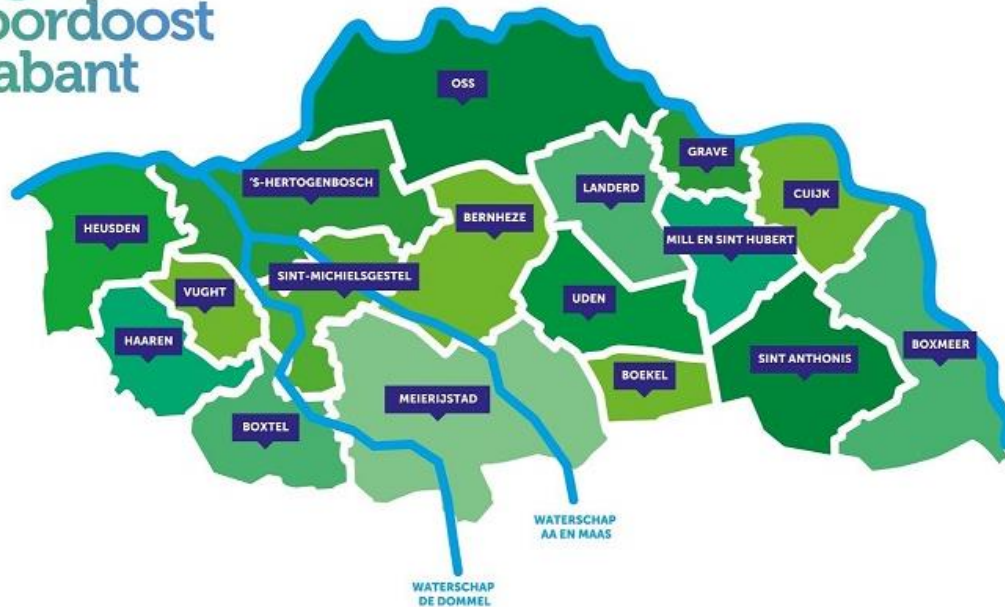 oordoost
abant
OSS
GRAVE
'S-HERTOGENBOSCH
LANDERD
CUIJK
BERNHEZE
HEUSDEN
MILL EN SINT HUBERT
SINT-MICHIELSGESTEL
VUGHT
UDEN
HAAREN
BOXMEER
SINT ANTHONIS
BOEKEL
MEIERIJSTAD
BOXTEL
WATERSCHAP
AA EN MAAS
WATERSCHAP
DE DOMMEL